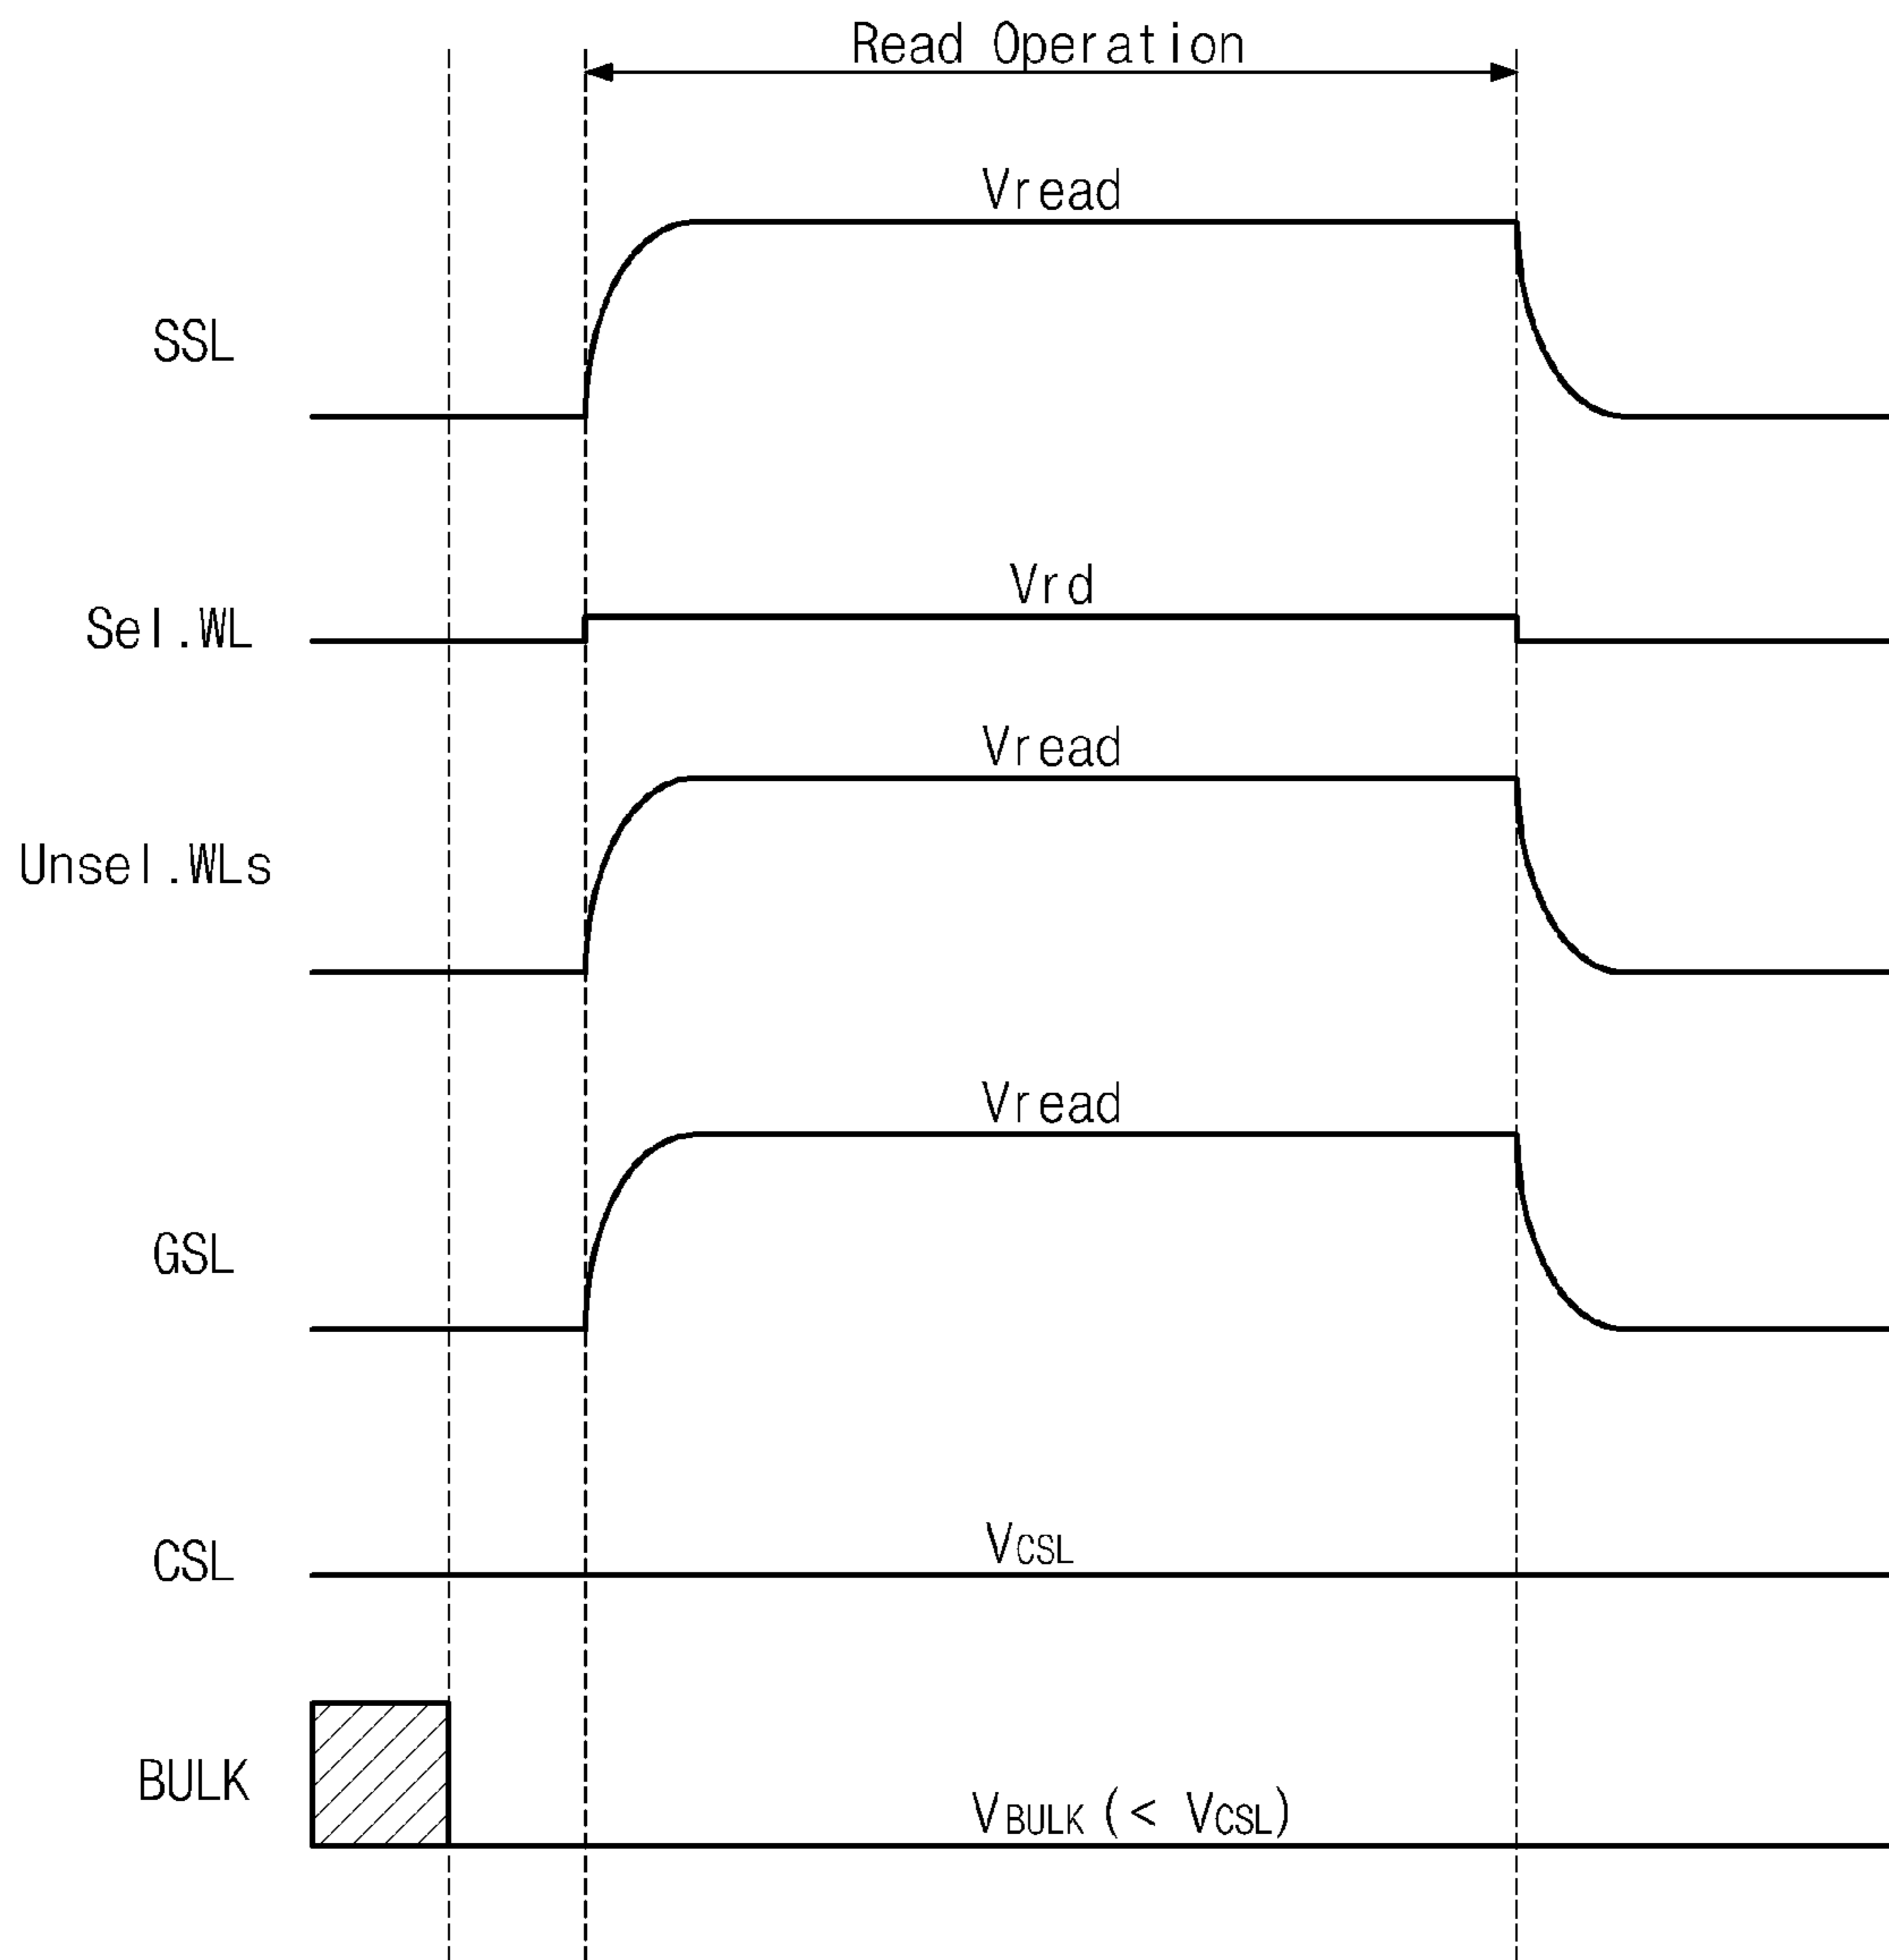 Read Operation
Vread
SSL
Vrd
Sel.WL
Vread
Unsel.WLs
Vread
GSL
VCSL
CSL
BULK
VBULK (< VCSL)